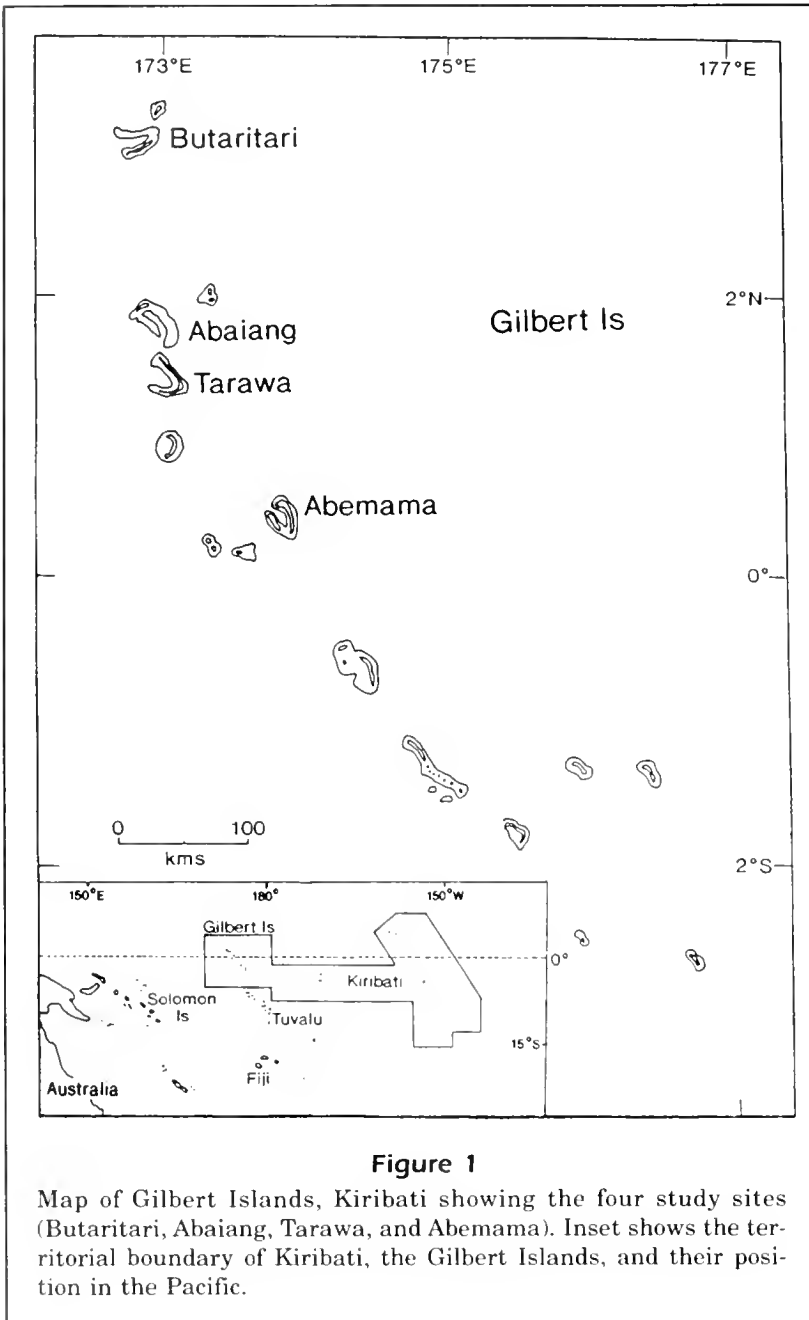 173°E 175°E 177°E
Butaritari
2°N
Gilbert Is
Abaiang
Tarawa
Abemama
0°
0 100
kms
2°S
150°E 180° 150°W
Gilbert Is
0°
Kiribati
Solomon
Is
Tuvalu
15°S
Fiji
Australia
Figure 1
Map of Gilbert Islands, Kiribati showing the four study sites
(Butaritari, Abaiang, Tarawa, and Abemama). Inset shows the ter-
ritorial boundary of Kiribati, the Gilbert Islands, and their posi-
tion in the Pacific.